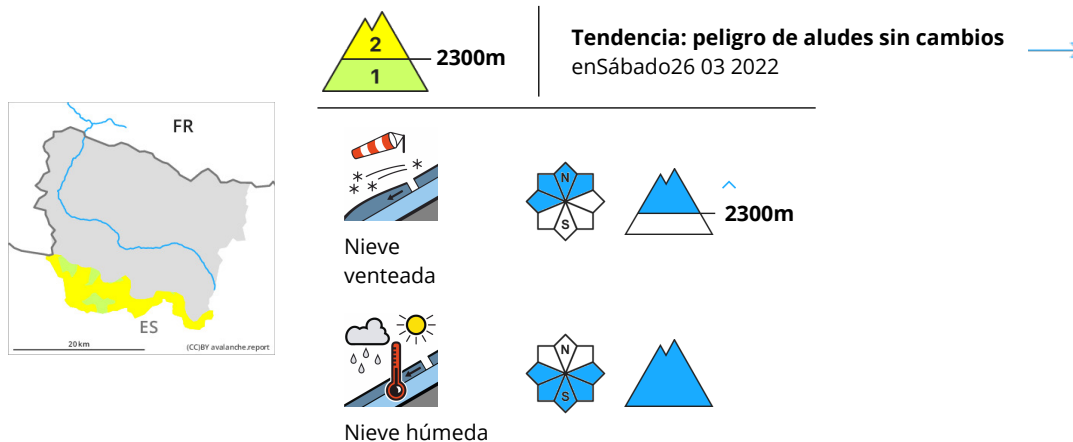 2
1
2300m
Tendencia: peligro de aludes sin cambios
enSábado26 03 2022
FR
ES
20 km
(CC)BY avalanche.report
N
S
2300m
Nieve
venteada
N
S
Nieve húmeda